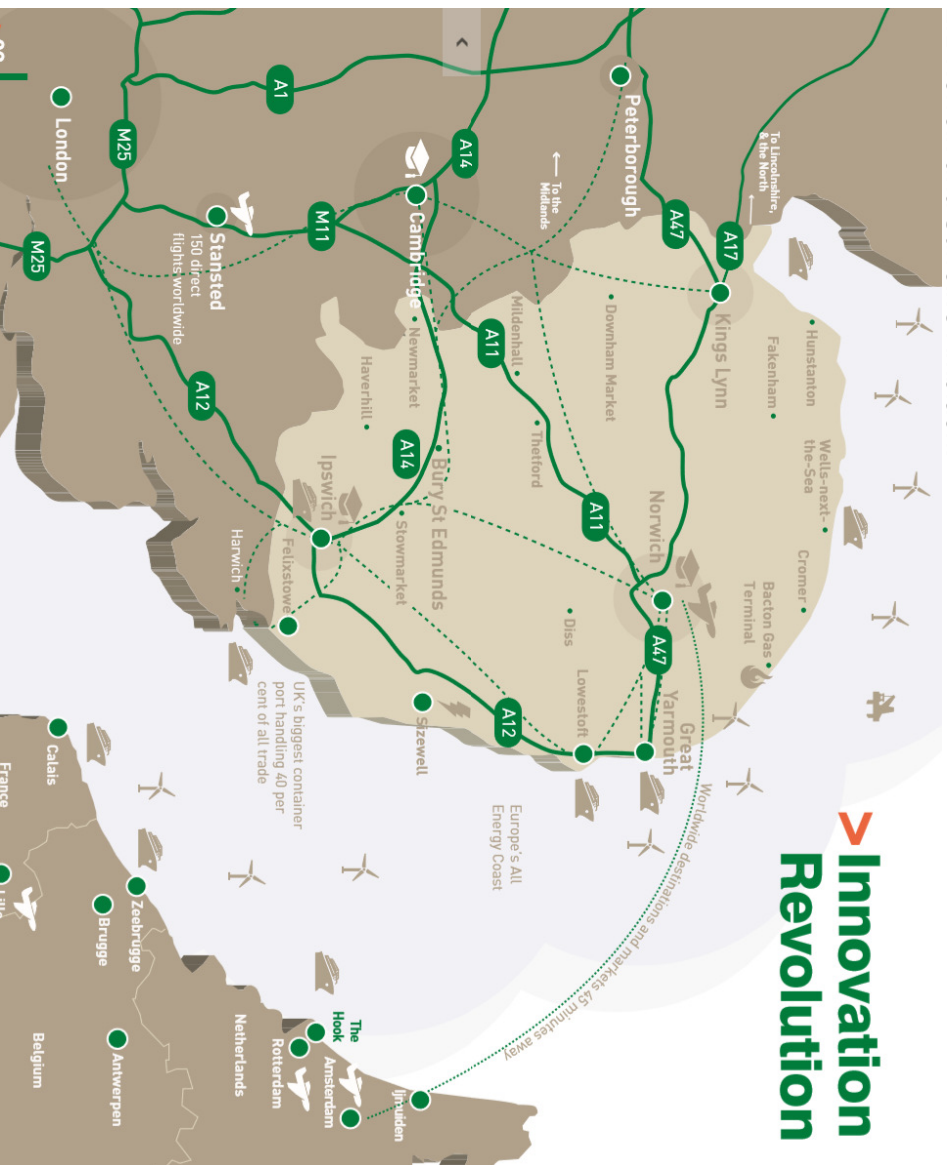 > Innovation
Revolution
To Lincolnshire,
& the North
A17
A47
Kings Lynn
Hunstanton
Wells-next-
the-Sea
Cromer
Fakenham
Bacton Gas
Terminal
Peterborough
To the
Midlands
Downham Market
Norwich
A47
Great
Yarmouth
Mildenhall
Thetford
A11
A11
Diss
Lowestoft
A12
A14
Cambridge
Newmarket
Bury St Edmunds
A14
Haverhill
Stowmarket
Ipswich
Sizewell
Europe's All
Energy Coast
Worldwide destinations and markets 45 minutes away
A1
M11
Stansted
150 direct
flightsworldwide
A12
Felixstowe
Harwich
UK's biggest container
port handling 40 per
cent of all trade
M25
London
M25
Ijmuiden
Amsterdam
The
Hook
Rotterdam
Netherlands
Zeebrugge
Brugge
Antwerpen
Calais
Belgium
France